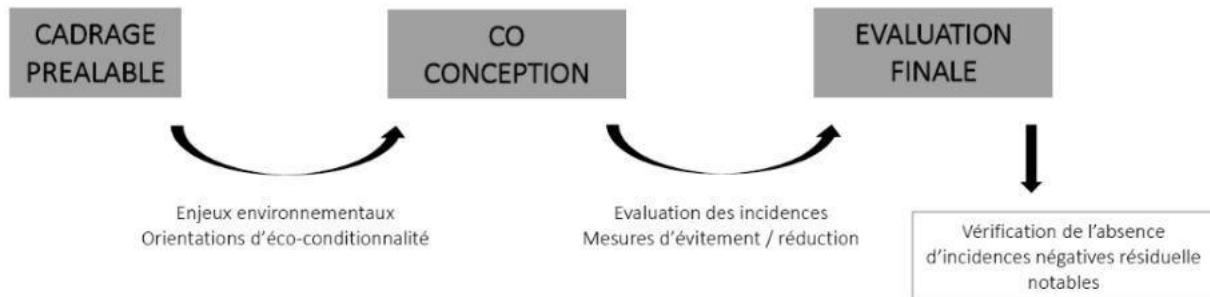 CADRAGE
PREALABLE
CO
CONCEPTION
EVALUATION
FINALE
Enjeux environnementaux
Orientations d'éco-conditionnalité
Evaluation des incidences
Mesures d'évitement / réduction
Vérification de l'absence
d'incidences négatives résiduelle
notables